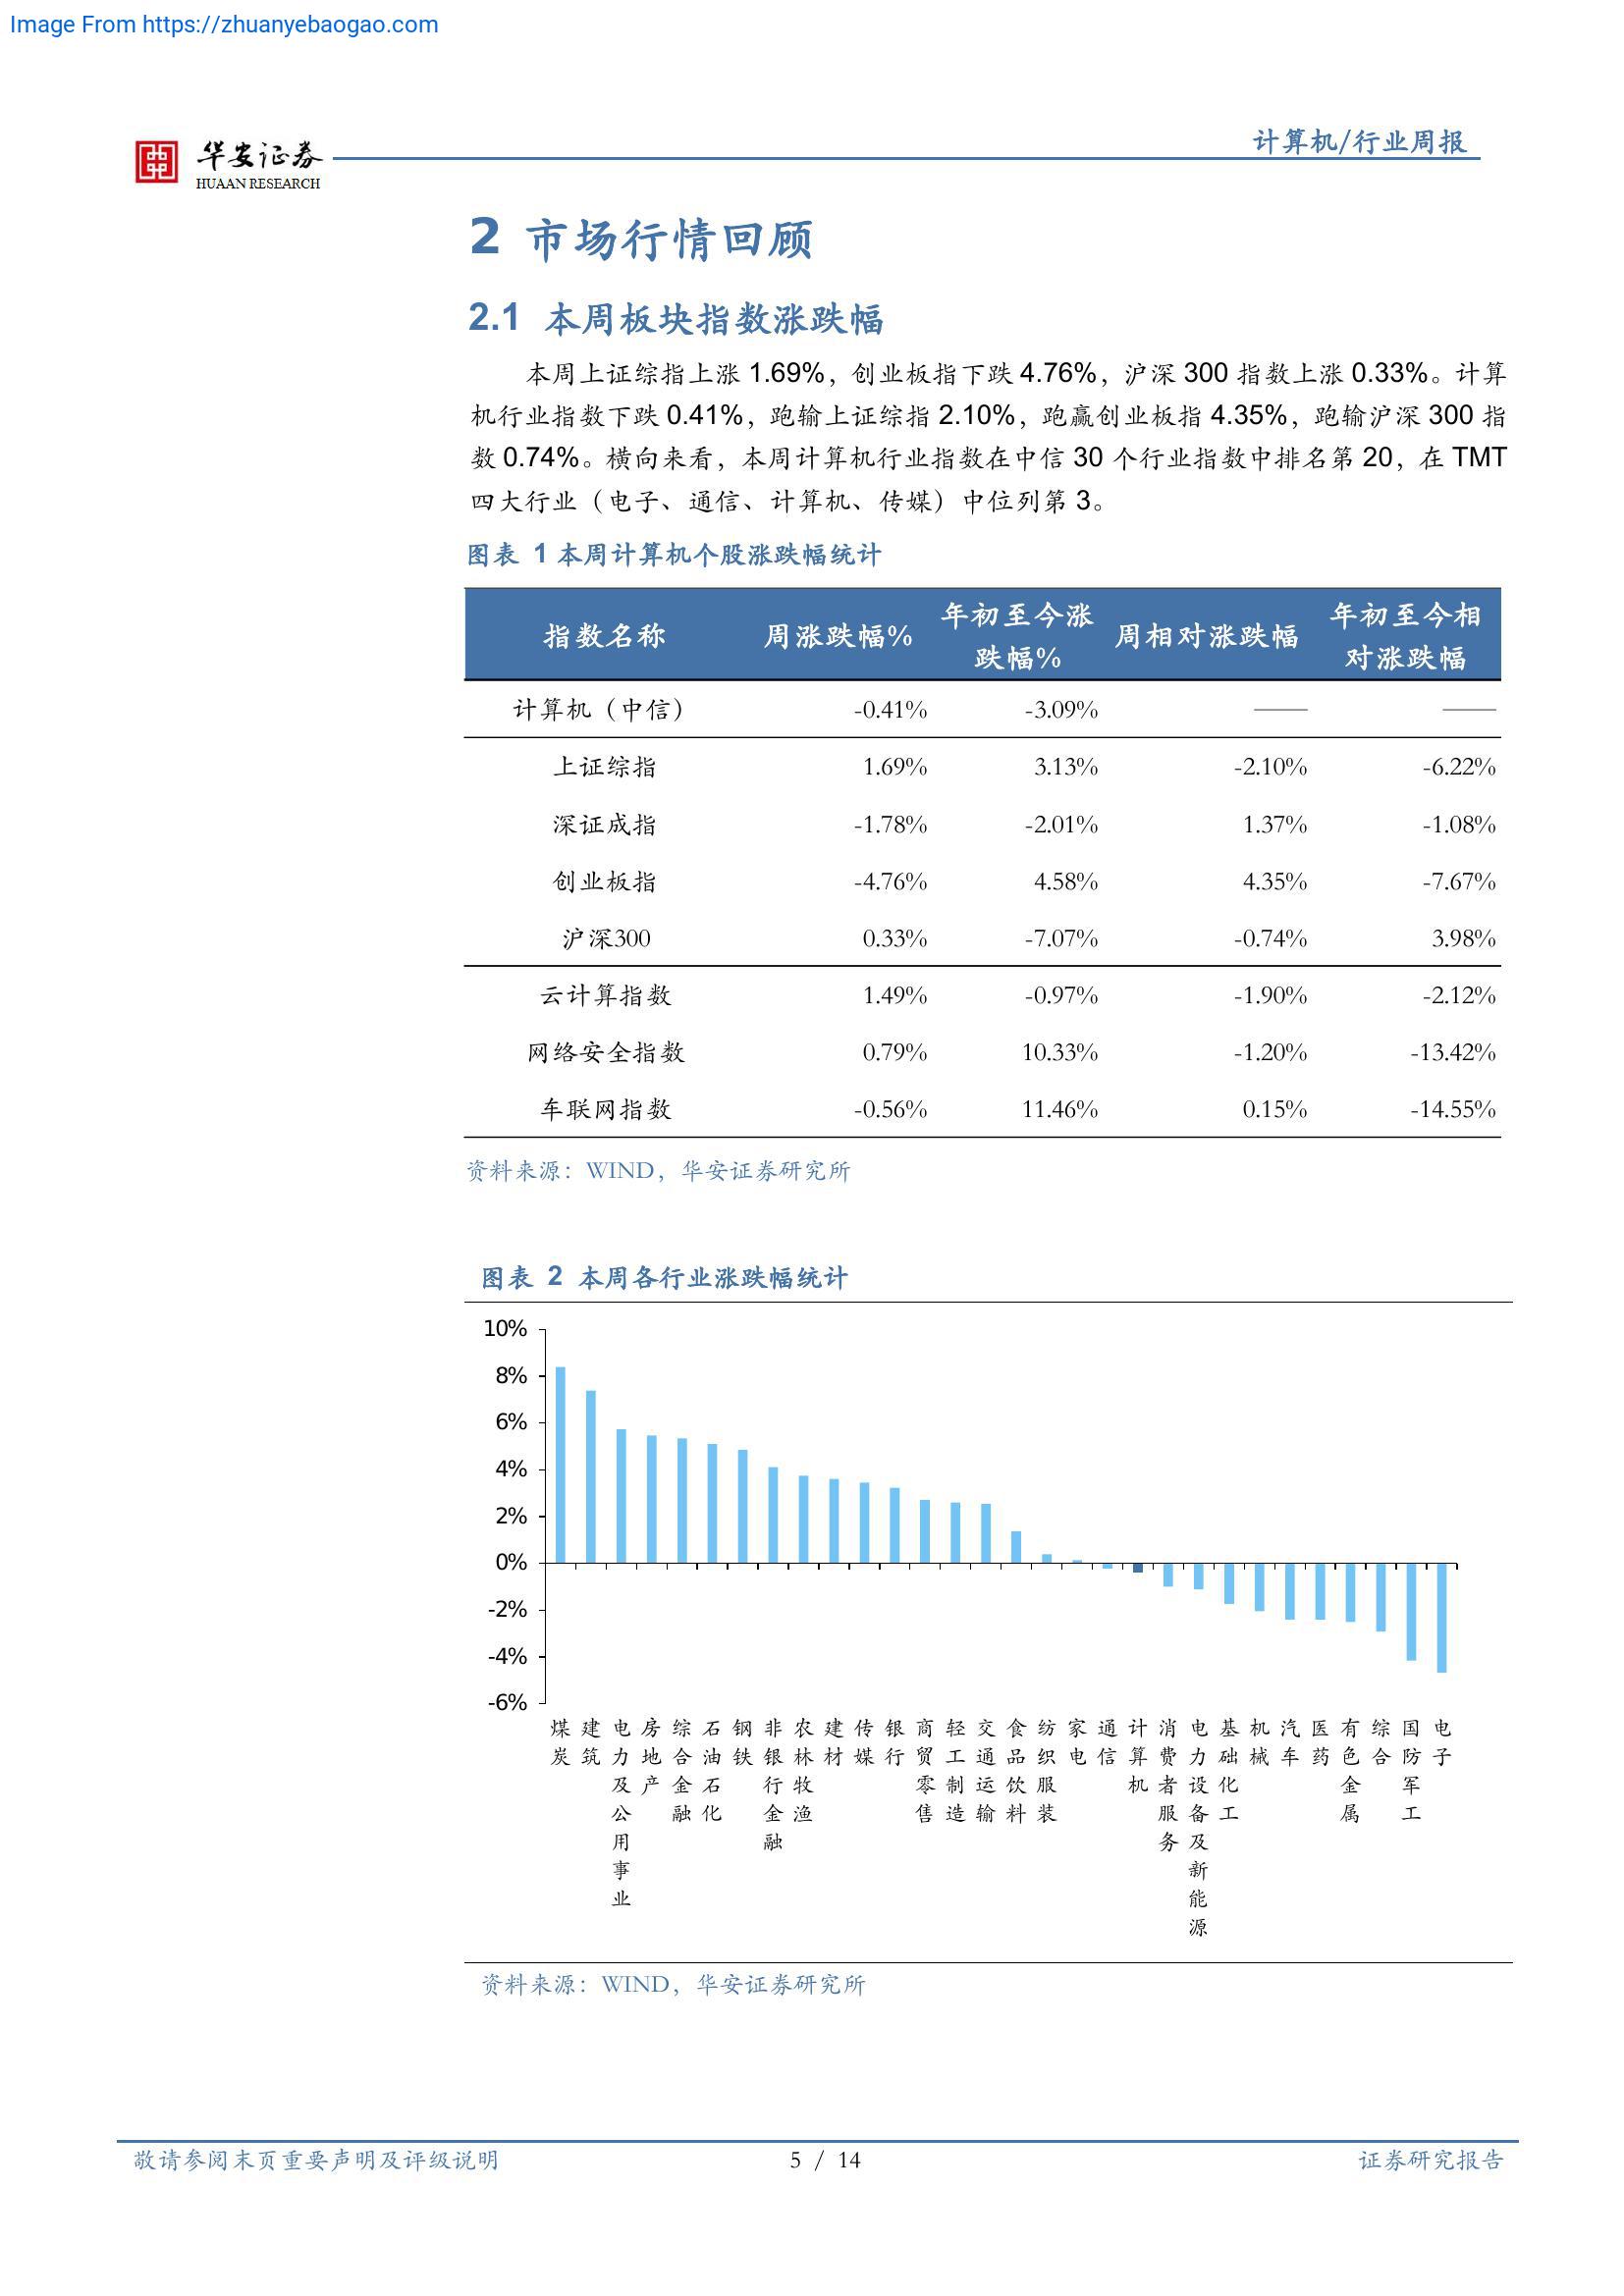 Image From https://zhuanyebaogao.com
华安证券
HUAAN RESEARCH
计算机/行业周报
2 市场行情回顾
2.1 本周板块指数涨跌幅
本周上证综指上涨 1.69%，创业板指下跌 4.76%，沪深 300 指数上涨 0.33%。计算
机行业指数下跌 0.41%，跑输上证综指 2.10%，跑赢创业板指 4.35%，跑输沪深 300 指
数 0.74%。横向来看，本周计算机行业指数在中信 30 个行业指数中排名第 20，在 TMT
四大行业（电子、通信、计算机、传媒）中位列第 3。
图表 1 本周计算机个股涨跌幅统计
指数名称 周涨跌幅% 年初至今涨跌幅% 周相对涨跌幅 年初至今相对涨跌幅
计算机（中信） -0.41% -3.09% —— ——
上证综指 1.69% 3.13% -2.10% -6.22%
深证成指 -1.78% -2.01% 1.37% -1.08%
创业板指 -4.76% 4.58% 4.35% -7.67%
沪深300 0.33% -7.07% -0.74% 3.98%
云计算指数 1.49% -0.97% -1.90% -2.12%
网络安全指数 0.79% 10.33% -1.20% -13.42%
车联网指数 -0.56% 11.46% 0.15% -14.55%
资料来源：WIND，华安证券研究所
图表 2 本周各行业涨跌幅统计
10%
8%
6%
4%
2%
0%
-2%
-4%
-6%
煤炭
建筑
电力及公用事业
房地产
综合金融
石油石化
钢铁
非银行金融
农林牧渔
建材
传媒
银行
商贸零售
轻工制造
交通运输
食品饮料
纺织服装
家电
通信
计算机
消费者服务
电力设备及新能源
基础化工
机械
汽车
医药
有色金属
综合
国防军工
电子
资料来源：WIND，华安证券研究所
敬请参阅末页重要声明及评级说明
5 / 14
证券研究报告